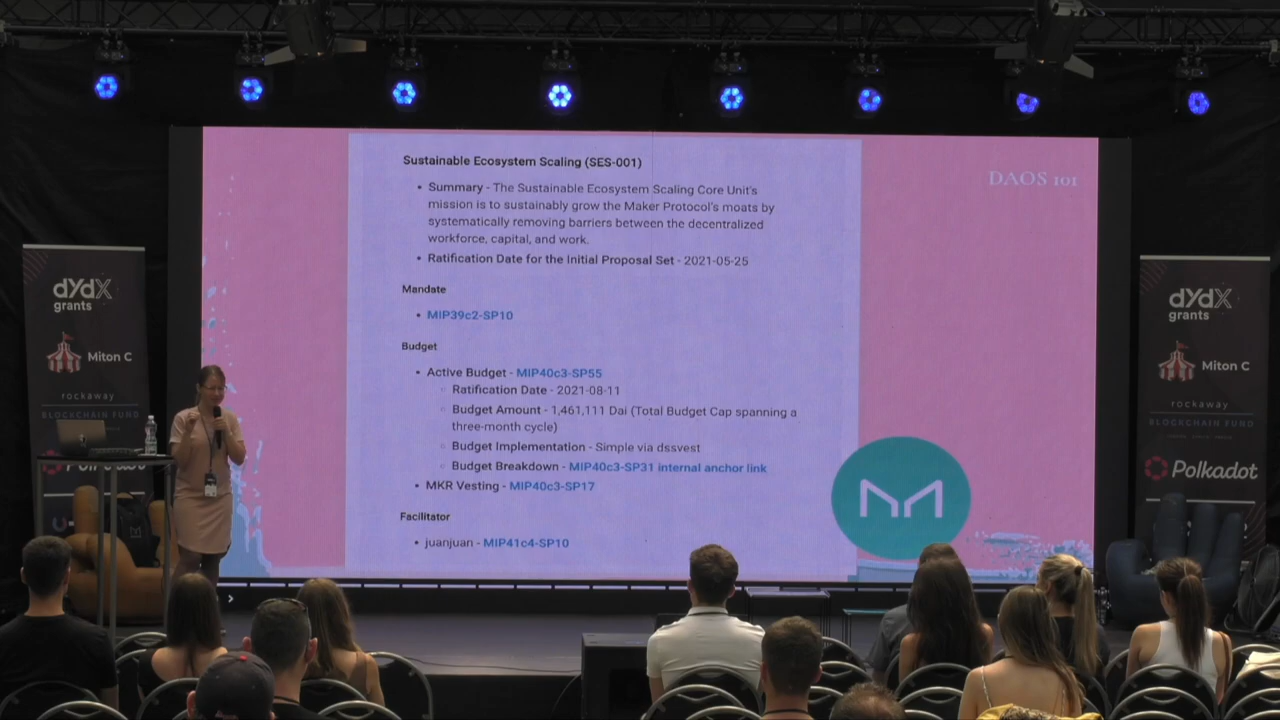 DAOS 101
Sustainable Ecosystem Scaling (SES-001)
• Summary - The Sustainable Ecosystem Scaling Core Unit's
mission is to sustainably grow the Maker Protocol's moats by
systematically removing barriers between the decentralized
workforce, capital, and work.
• Ratification Date for the Initial Proposal Set - 2021-05-25
Mandate
• MIP39c2-SP10
Budget
• Active Budget - MIP40c3-SP55
◦ Ratification Date - 2021-08-11
◦ Budget Amount - 1,461,111 Dai (Total Budget Cap spanning a
three-month cycle)
◦ Budget Implementation - Simple via dssvest
◦ Budget Breakdown - MIP40c3-SP31 internal anchor link
• MKR Vesting - MIP40c3-SP17
Facilitator
• juanjuan - MIP41c4-SP10
dYdX
grants
Miton C
rockaway
BLOCKCHAIN FUND
Polkadot
dYdX
grants
Miton C
rockaway
BLOCKCHAIN FUND
Polkadot